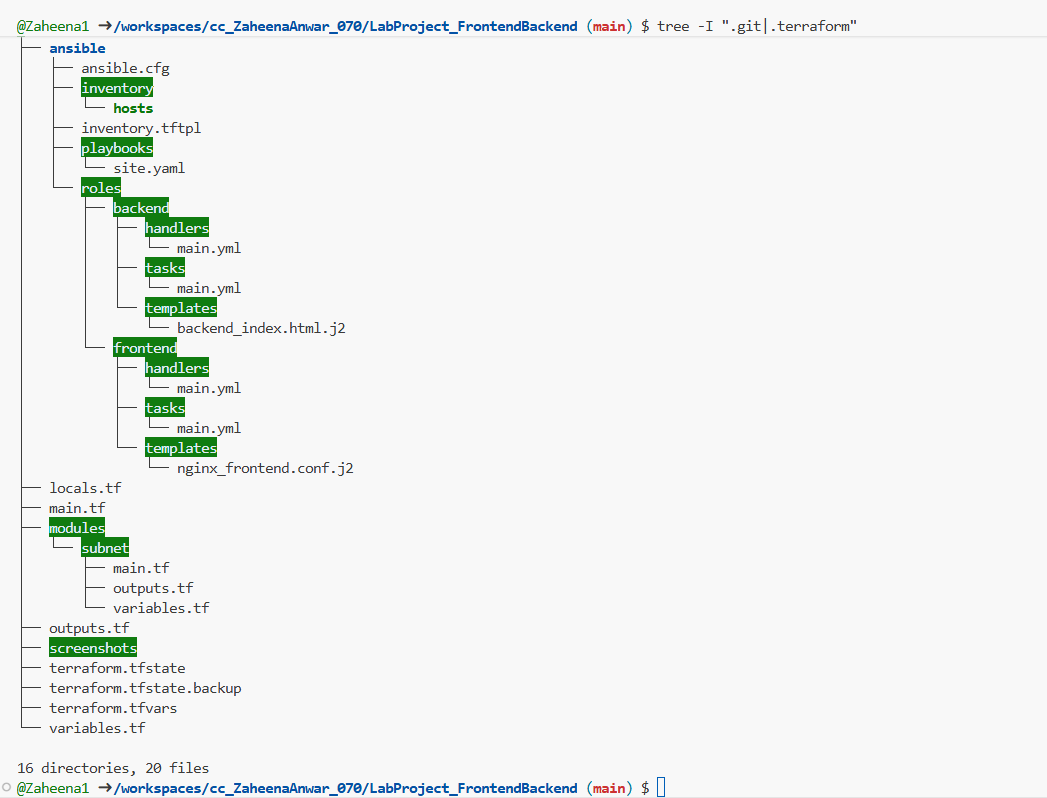 @Zaheena1 ➜/workspaces/cc_ZaheenaAnwar_070/LabProject_FrontendBackend (main) $ tree -I ".git|.terraform"
├── ansible
│   ├── ansible.cfg
│   ├── inventory
│   │   └── hosts
│   ├── inventory.tftpl
│   ├── playbooks
│   │   └── site.yaml
│   └── roles
│       ├── backend
│       │   ├── handlers
│       │   │   └── main.yml
│       │   ├── tasks
│       │   │   └── main.yml
│       │   └── templates
│       │       └── backend_index.html.j2
│       └── frontend
│           ├── handlers
│           │   └── main.yml
│           ├── tasks
│           │   └── main.yml
│           └── templates
│               └── nginx_frontend.conf.j2
├── locals.tf
├── main.tf
├── modules
│   └── subnet
│       ├── main.tf
│       ├── outputs.tf
│       └── variables.tf
├── outputs.tf
├── screenshots
├── terraform.tfstate
├── terraform.tfstate.backup
├── terraform.tfvars
└── variables.tf
16 directories, 20 files
@Zaheena1 ➜/workspaces/cc_ZaheenaAnwar_070/LabProject_FrontendBackend (main) $